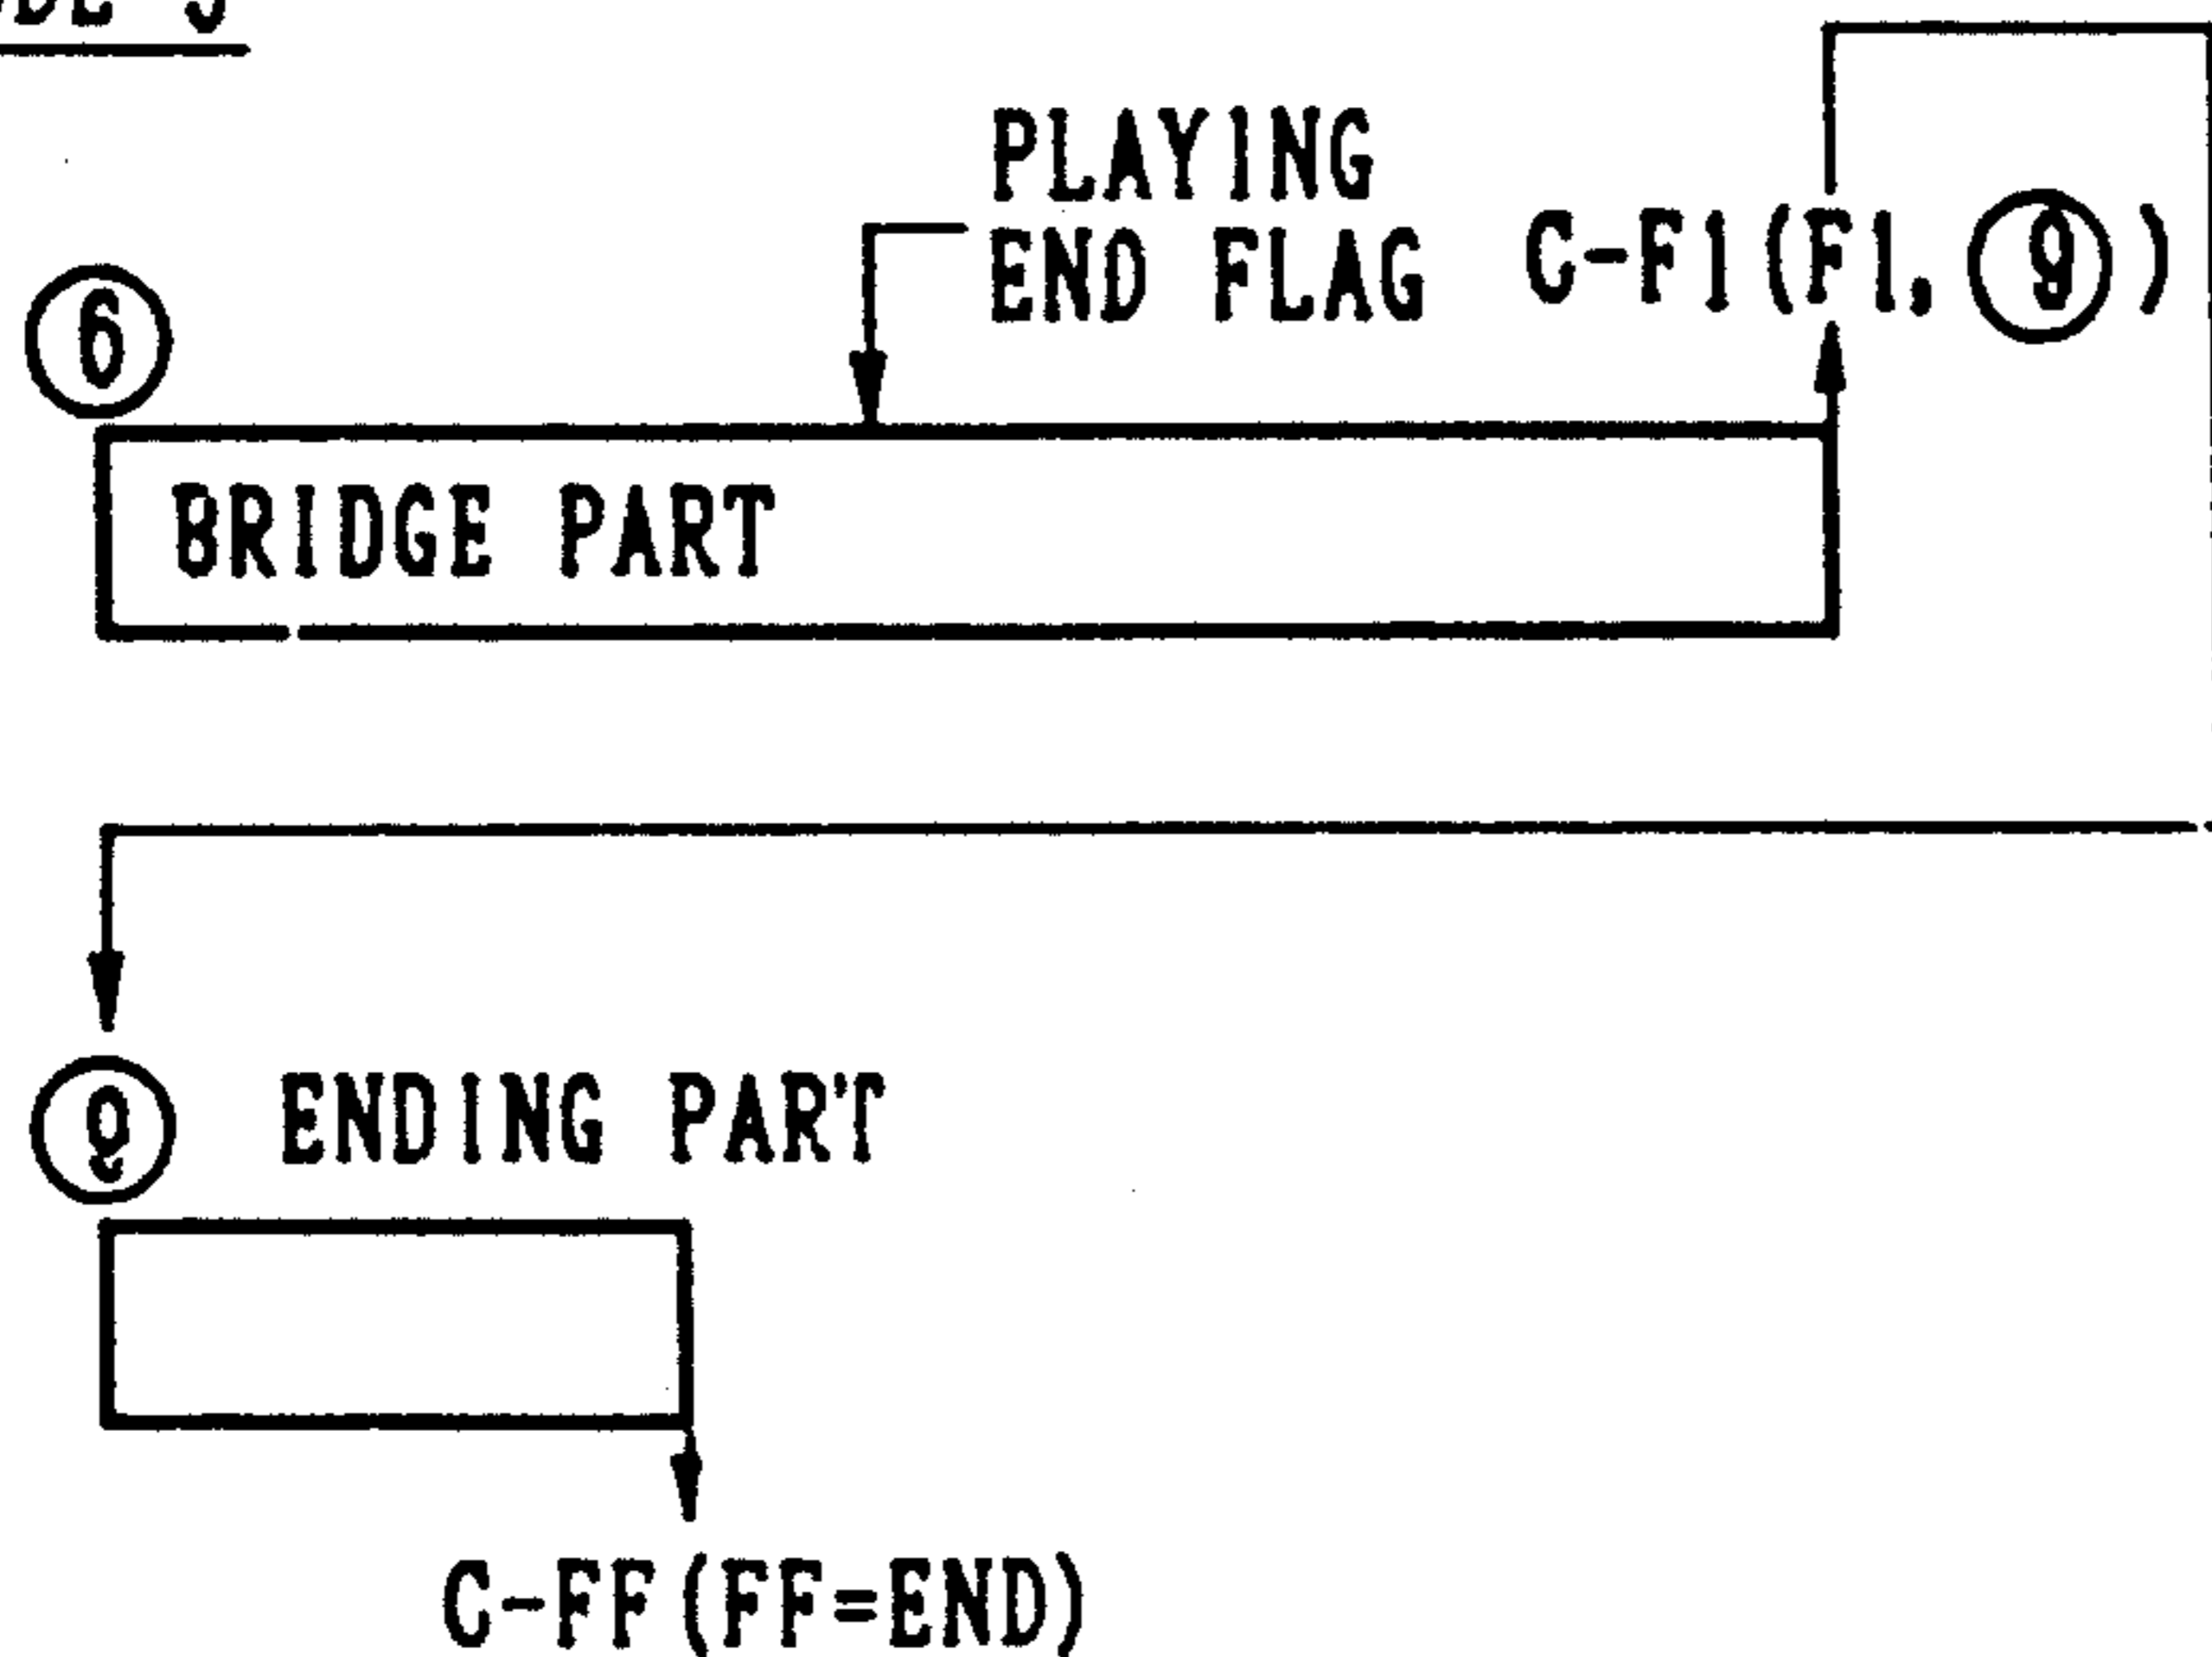 PLAYING
END FLAG
C-F1(F1, 9)
6
BRIDGE PART
9 ENDING PART
C-FF(FF=END)